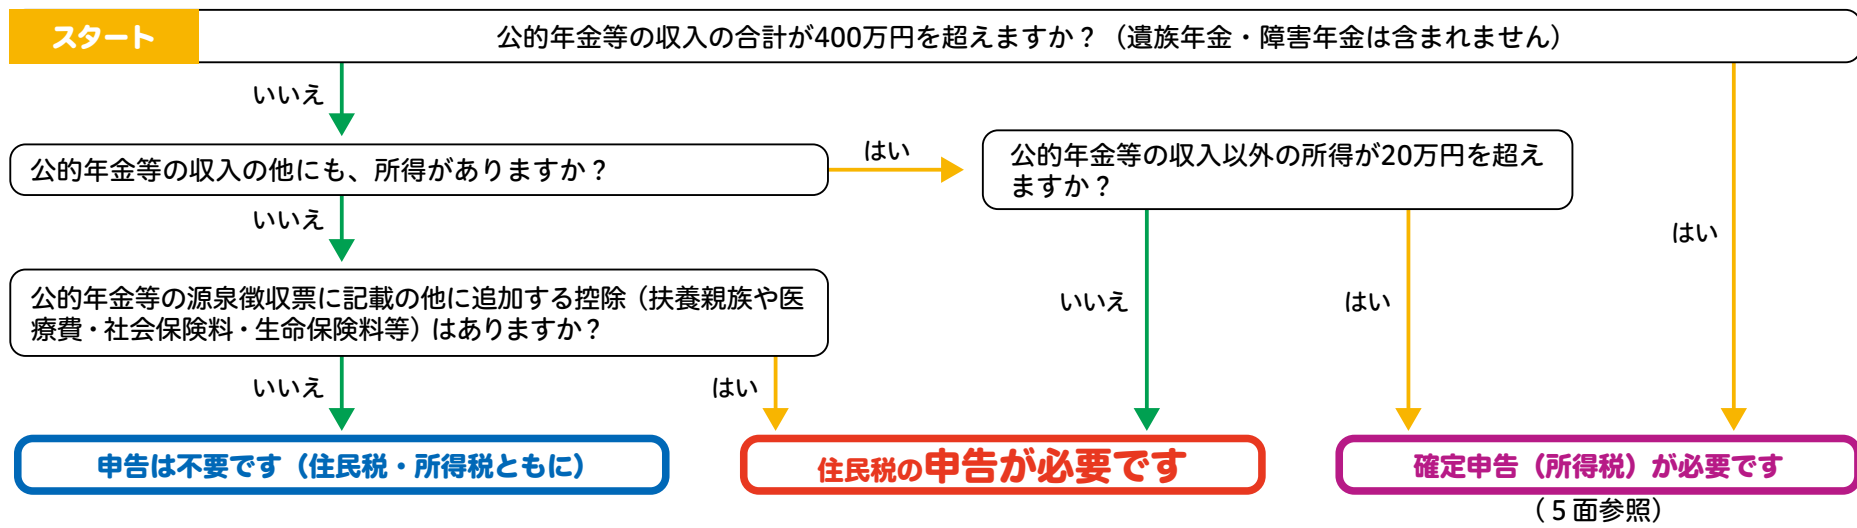 スタート
公的年金等の収入の合計が400万円を超えますか？（遺族年金・障害年金は含まれません）
いいえ
公的年金等の収入の他にも、所得がありますか？
はい
公的年金等の収入以外の所得が20万円を超え
ますか？
いいえ
はい
公的年金等の源泉徴収票に記載の他に追加する控除（扶養親族や医
療費・社会保険料・生命保険料等）はありますか？
いいえ
はい
いいえ
はい
申告は不要です（住民税・所得税ともに）
住民税の申告が必要です
確定申告（所得税）が必要です
（５面参照）